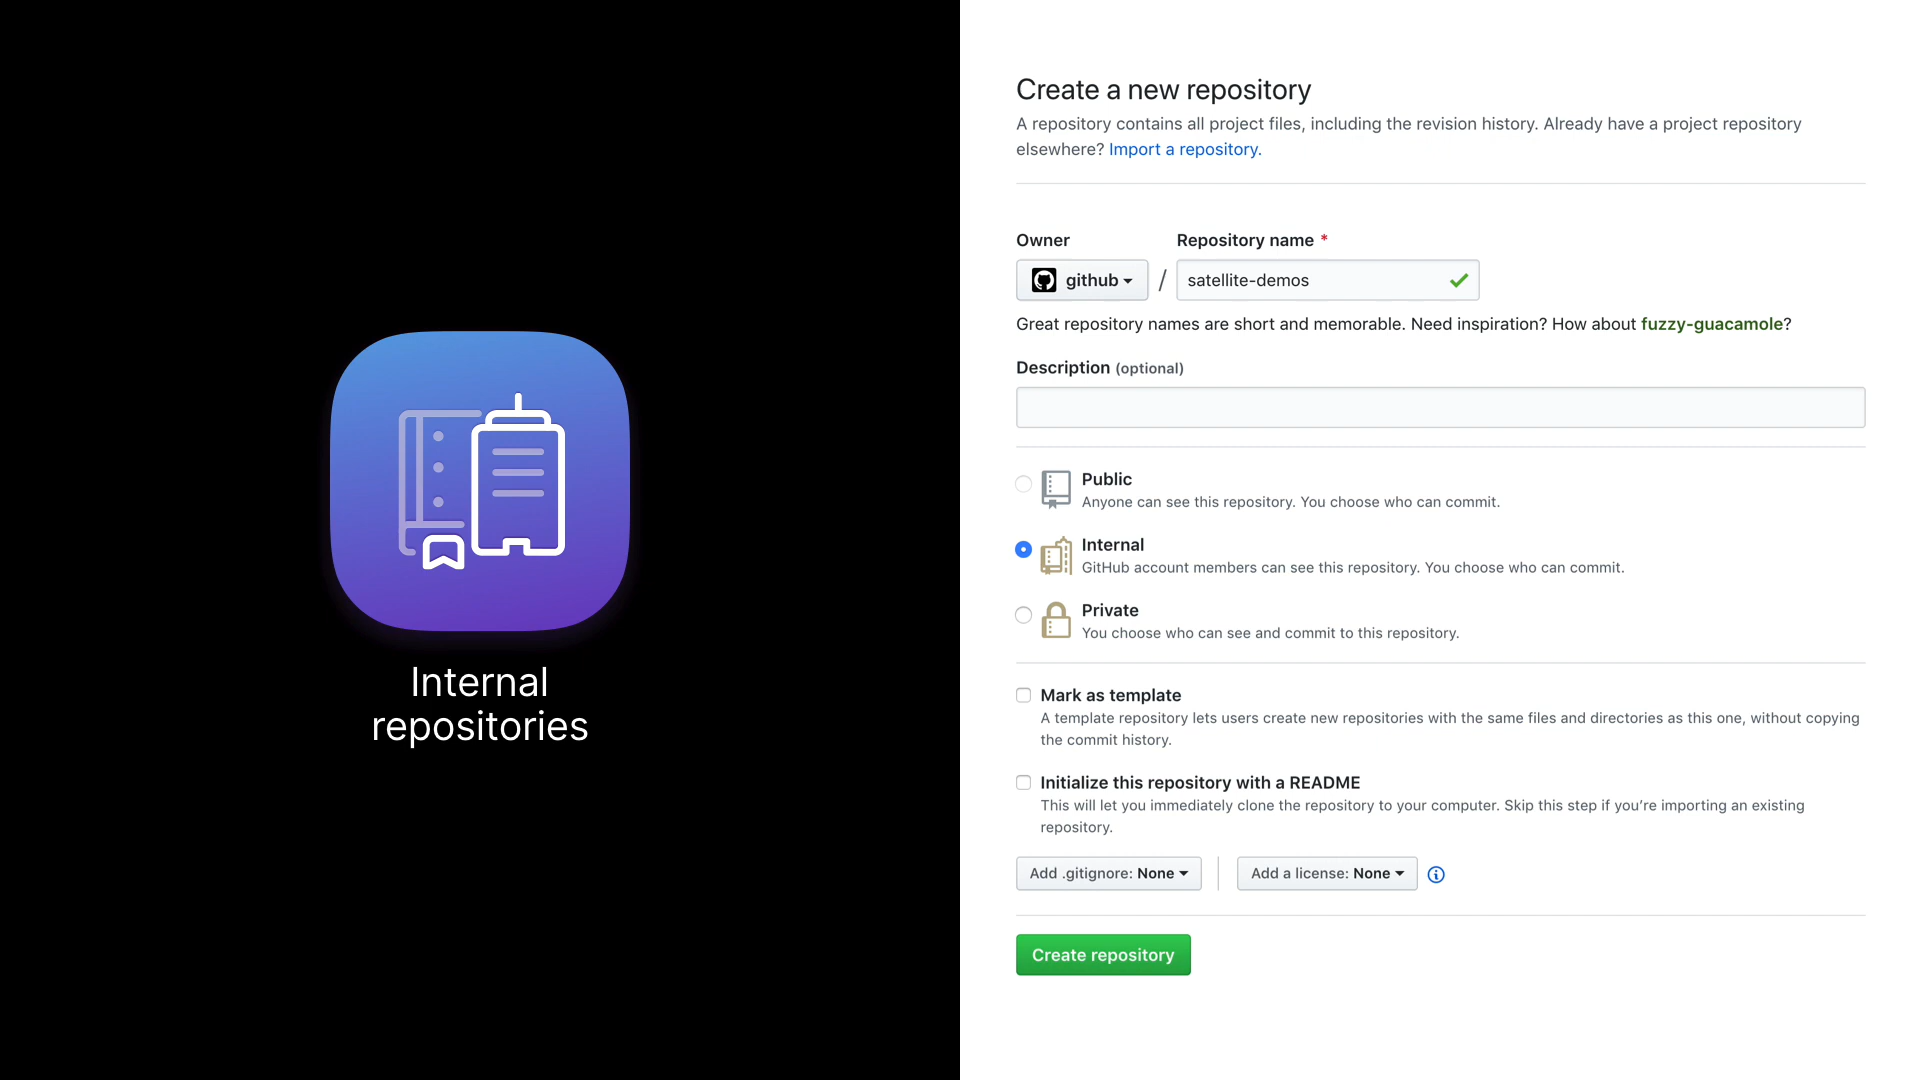 Internal
repositories
Create a new repository
A repository contains all project files, including the revision history. Already have a project repository
elsewhere? Import a repository.
Owner
Repository name *
github / satellite-demos
Great repository names are short and memorable. Need inspiration? How about fuzzy-guacamole?
Description (optional)
Public
Anyone can see this repository. You choose who can commit.
Internal
GitHub account members can see this repository. You choose who can commit.
Private
You choose who can see and commit to this repository.
Mark as template
A template repository lets users create new repositories with the same files and directories as this one, without copying
the commit history.
Initialize this repository with a README
This will let you immediately clone the repository to your computer. Skip this step if you’re importing an existing
repository.
Add .gitignore: None
Add a license: None
Create repository